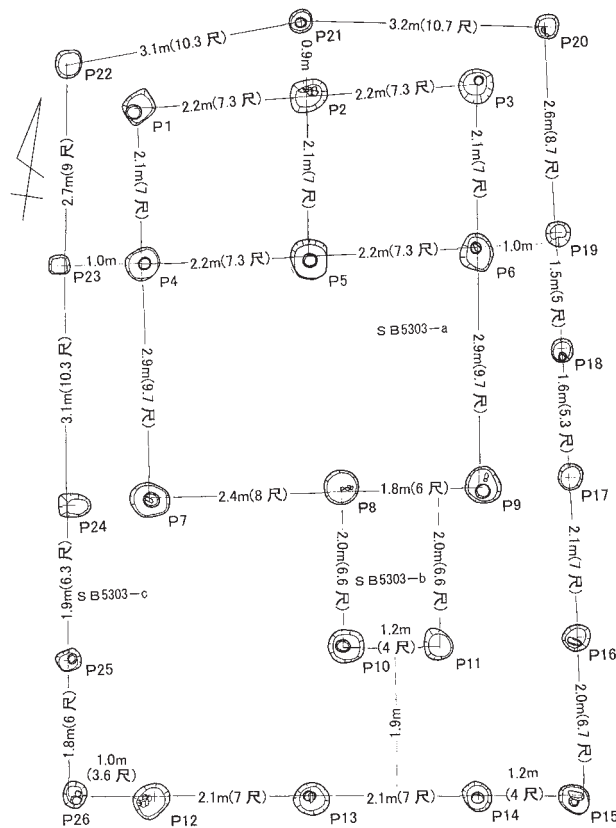 3.1m(10.3 尺)
P21
3.2m(10.7 尺)
P20
P22
0.9m
P1
2.2m(7.3 尺)
P2
2.2m(7.3 尺)
P3
2.7m(9 尺)
2.1m(7 尺)
2.1m(7 尺)
2.1m(7 尺)
2.6m(8.7 尺)
P23
1.0m
P4
2.2m(7.3 尺)
P5
2.2m(7.3 尺)
P6
1.0m
P19
1.5m(5 尺)
ＳＢ5303-a
P18
3.1m(10.3 尺)
2.9m(9.7 尺)
2.9m(9.7 尺)
1.6m(5.3 尺)
P24
P7
2.4m(8 尺)
P8
1.8m(6 尺)
P9
P17
1.9m(6.3 尺)
ＳＢ5303-c
2.0m(6.6 尺)
ＳＢ5303-b
2.0m(6.6 尺)
2.1m(7 尺)
P25
P10
1.2m
(4 尺)
P11
P16
1.8m(6 尺)
1.9m
2.0m(6.7 尺)
1.0m
(3.6 尺)
P26
P12
2.1m(7 尺)
P13
2.1m(7 尺)
P14
1.2m
(4 尺)
P15